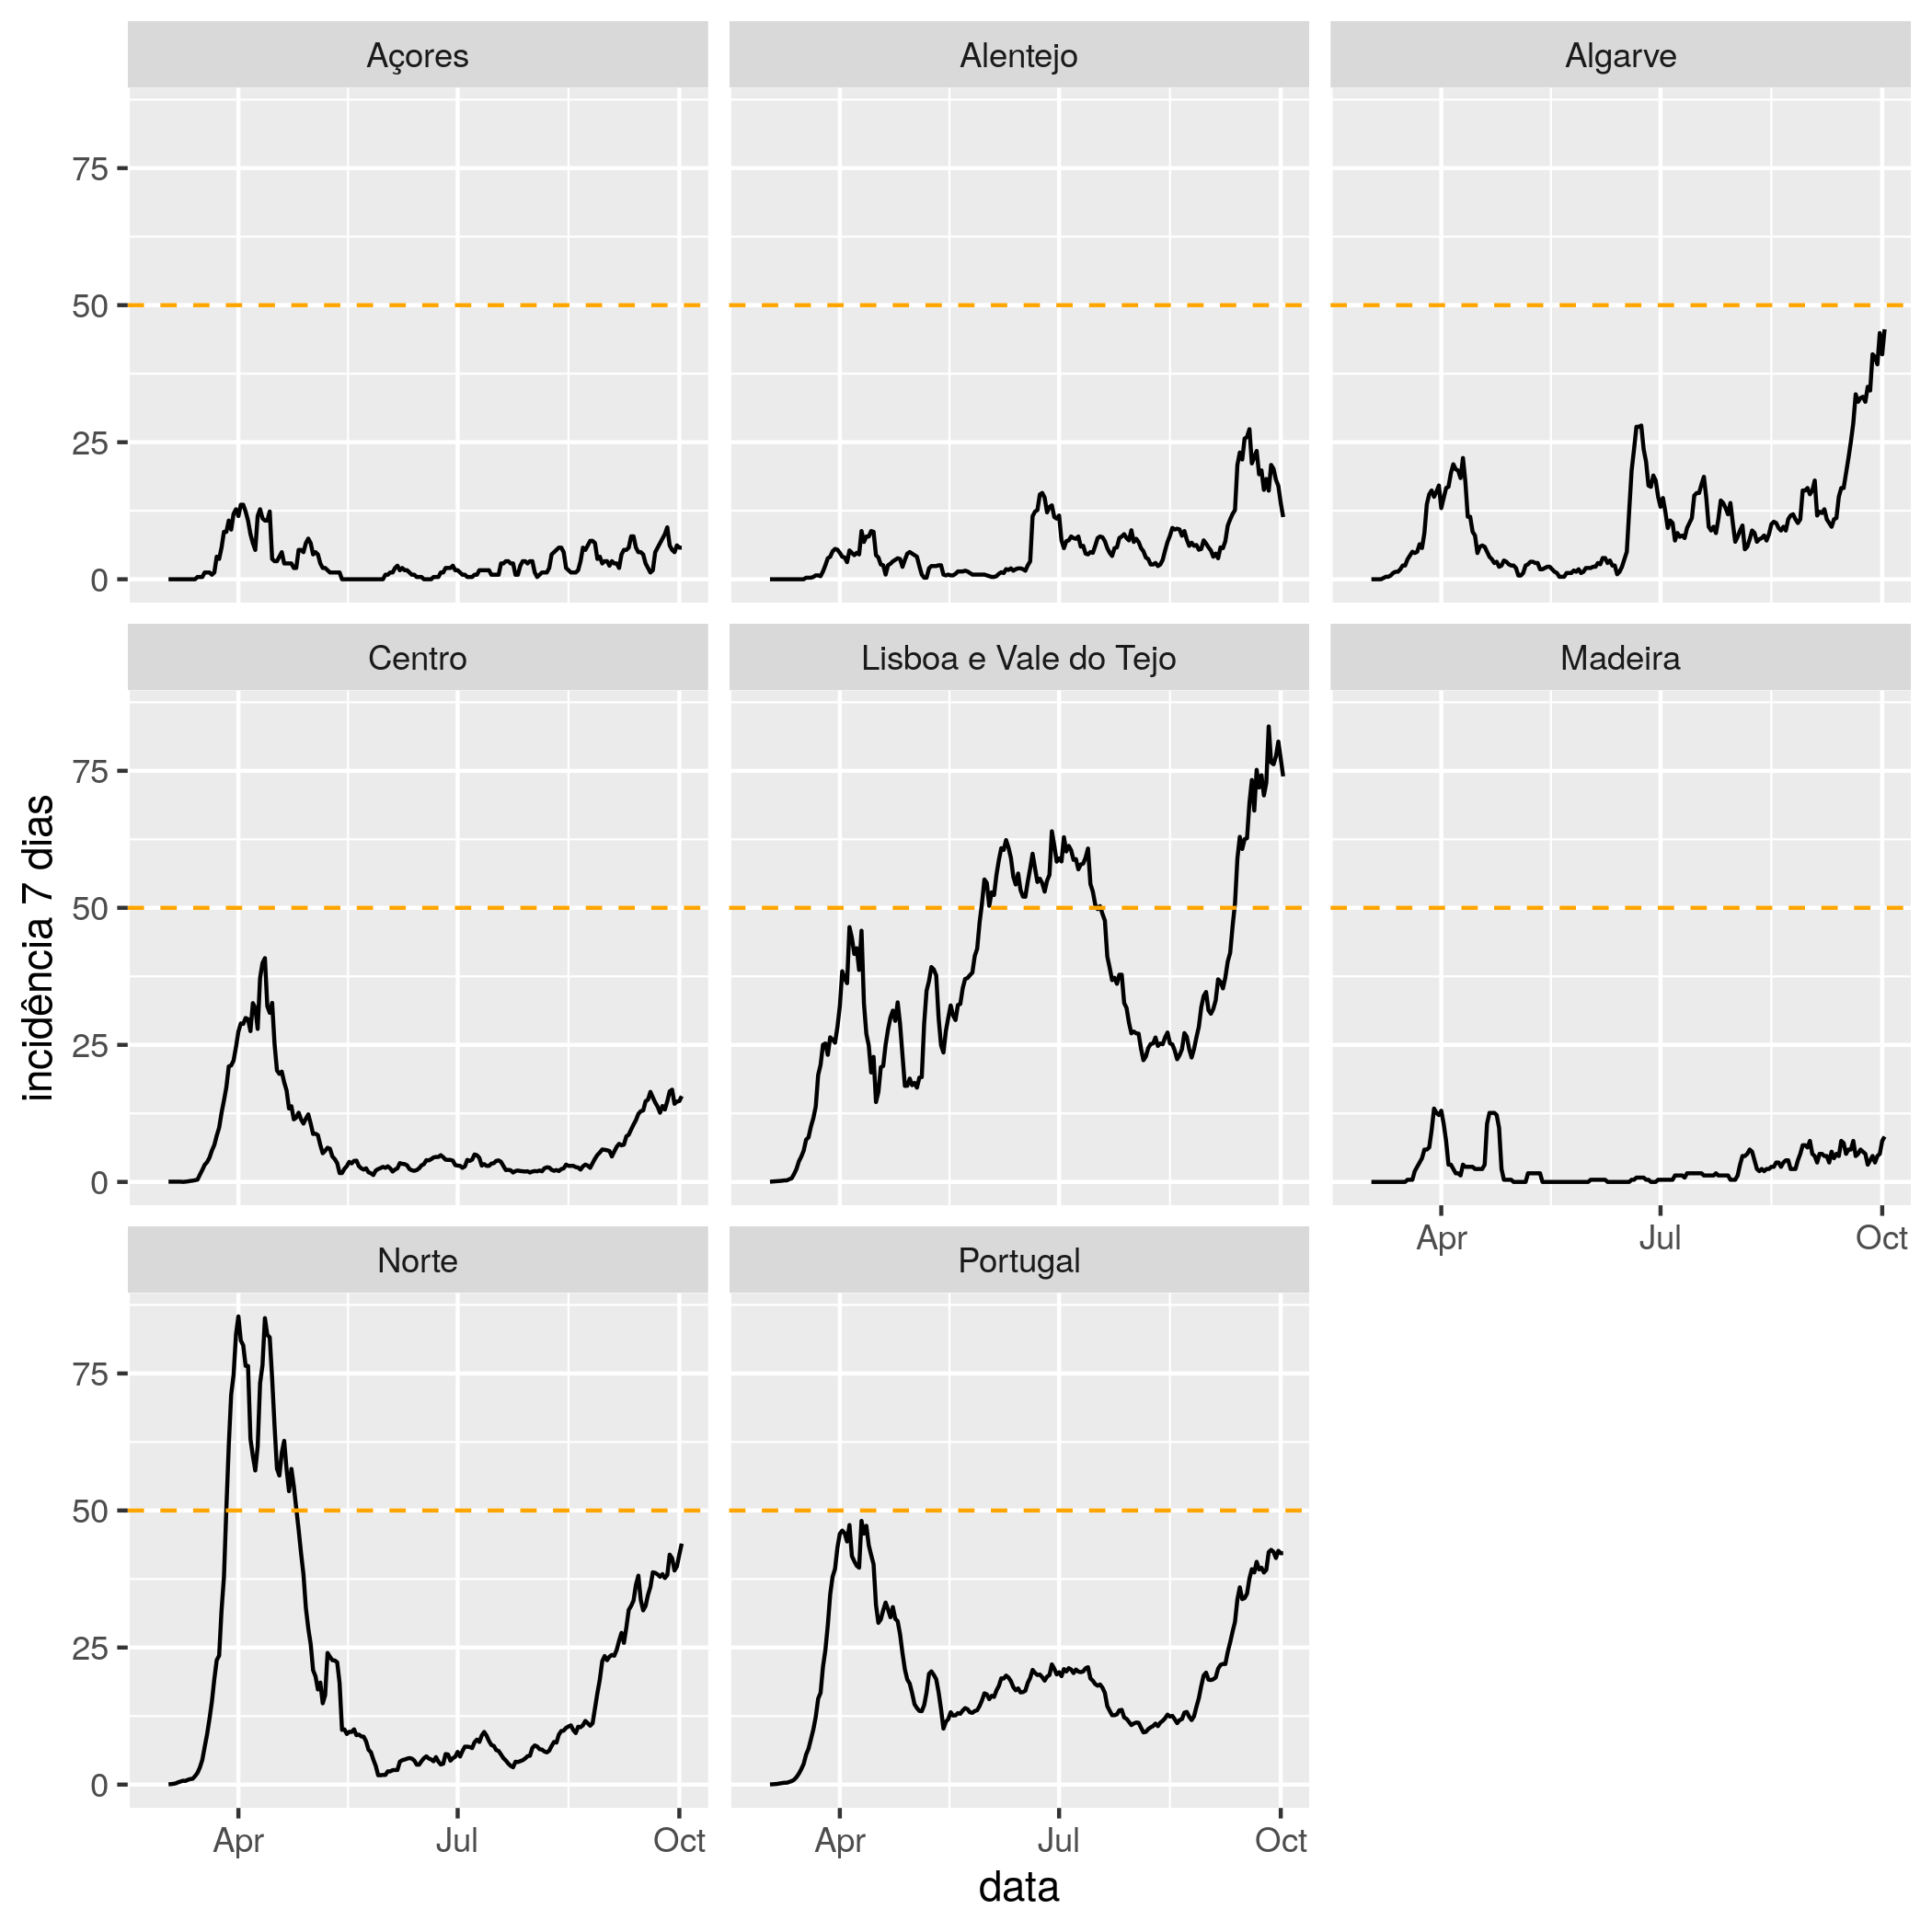 Açores
Alentejo
Algarve
75
50
25
0
Centro
Lisboa e Vale do Tejo
Madeira
incidência 7 dias
75
50
25
0
Apr
Jul
Oct
Norte
Portugal
75
50
25
0
Apr
Jul
Oct
Apr
Jul
Oct
data